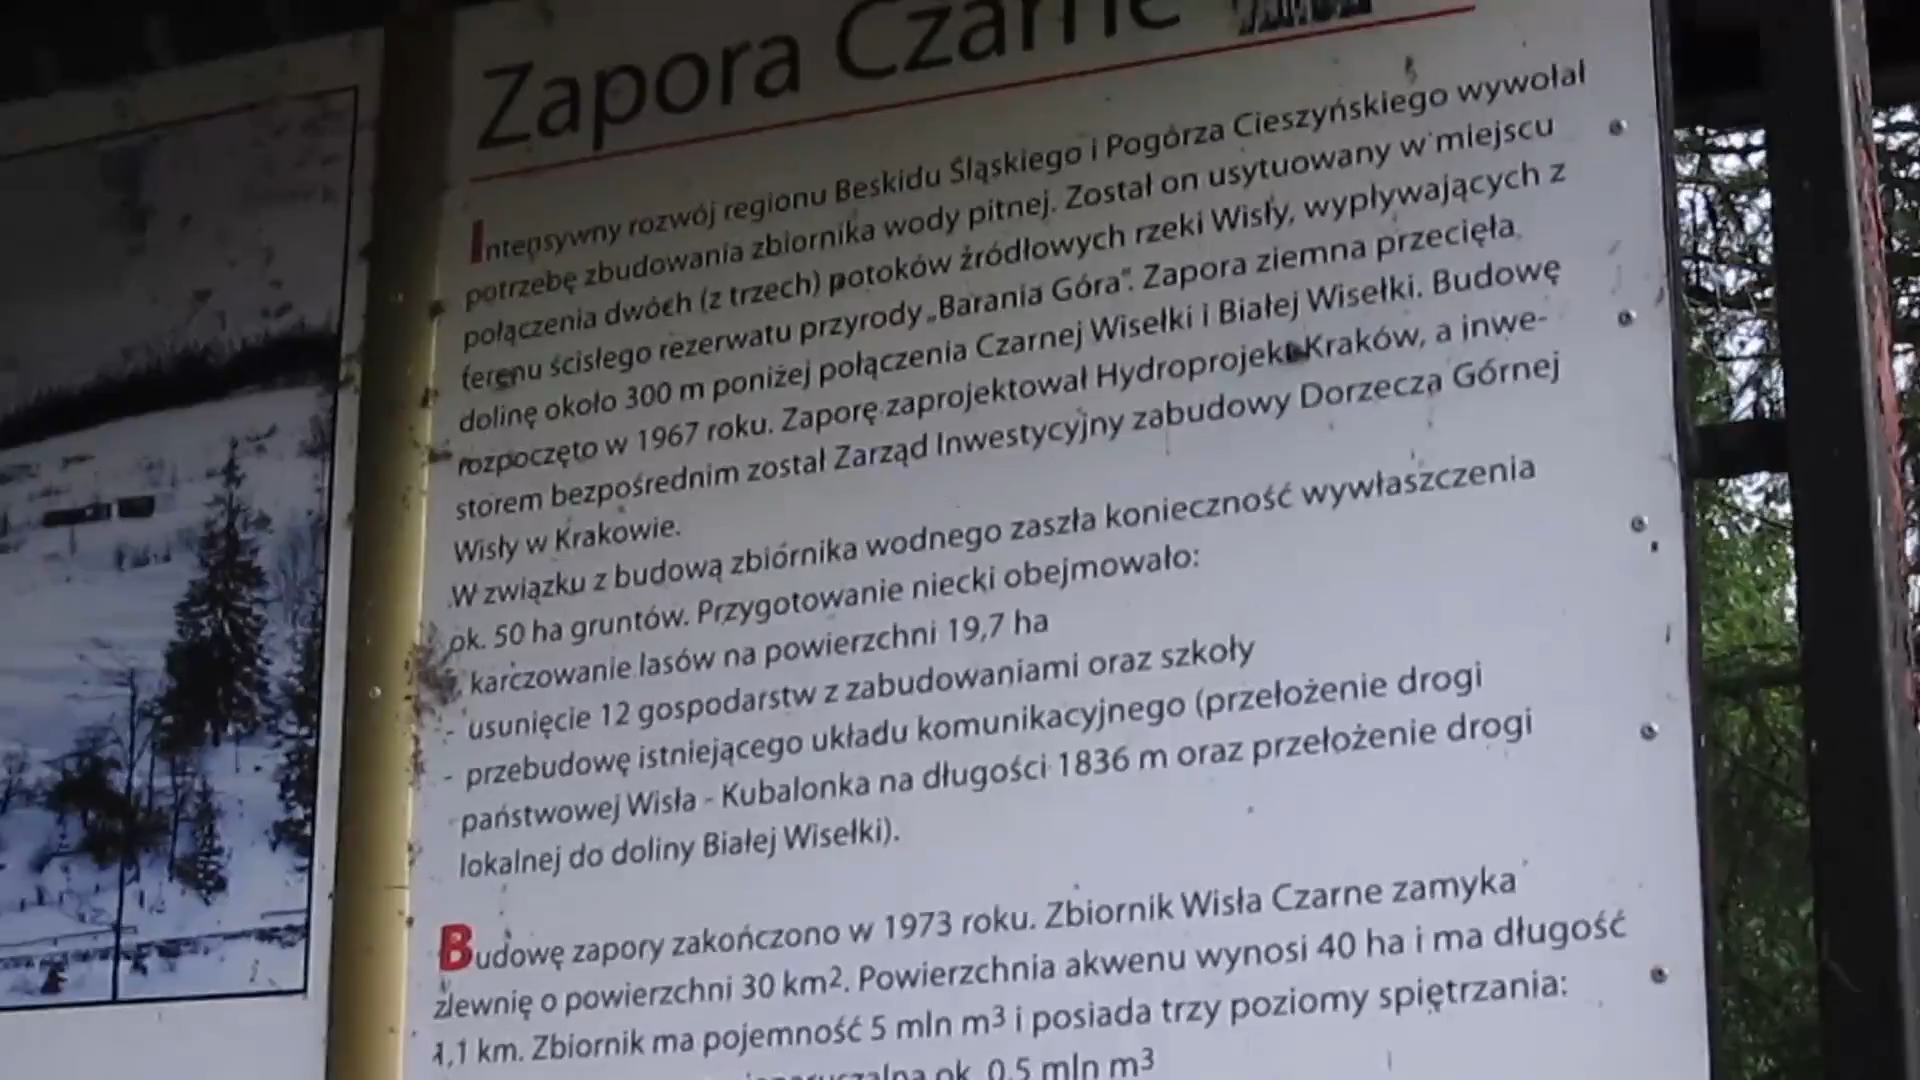 Zapora Czarne
Intensywny rozwój regionu Beskidu Śląskiego i Pogórza Cieszyńskiego wywołał
potrzebę zbudowania zbiornika wody pitnej. Został on usytuowany w miejscu
połączenia dwóch (z trzech) potoków źródłowych rzeki Wisły, wypływających z
terenu ścisłego rezerwatu przyrody „Barania Góra”. Zapora ziemna przecięła
dolinę około 300 m poniżej połączenia Czarnej Wisełki i Białej Wisełki. Budowę
rozpoczęto w 1967 roku. Zaporę zaprojektował Hydroprojekt Kraków, a inwe-
storem bezpośrednim został Zarząd Inwestycyjny zabudowy Dorzecza Górnej
Wisły w Krakowie.
W związku z budową zbiornika wodnego zaszła konieczność wywłaszczenia
ok. 50 ha gruntów. Przygotowanie niecki obejmowało:
- karczowanie lasów na powierzchni 19,7 ha
- usunięcie 12 gospodarstw z zabudowaniami oraz szkoły
- przebudowę istniejącego układu komunikacyjnego (przełożenie drogi
państwowej Wisła - Kubalonka na długości 1836 m oraz przełożenie drogi
lokalnej do doliny Białej Wisełki).
Budowę zapory zakończono w 1973 roku. Zbiornik Wisła Czarne zamyka
zlewnię o powierzchni 30 km². Powierzchnia akwenu wynosi 40 ha i ma długość
1,1 km. Zbiornik ma pojemność 5 mln m³ i posiada trzy poziomy spiętrzania:
ok. 0,5 mln m³